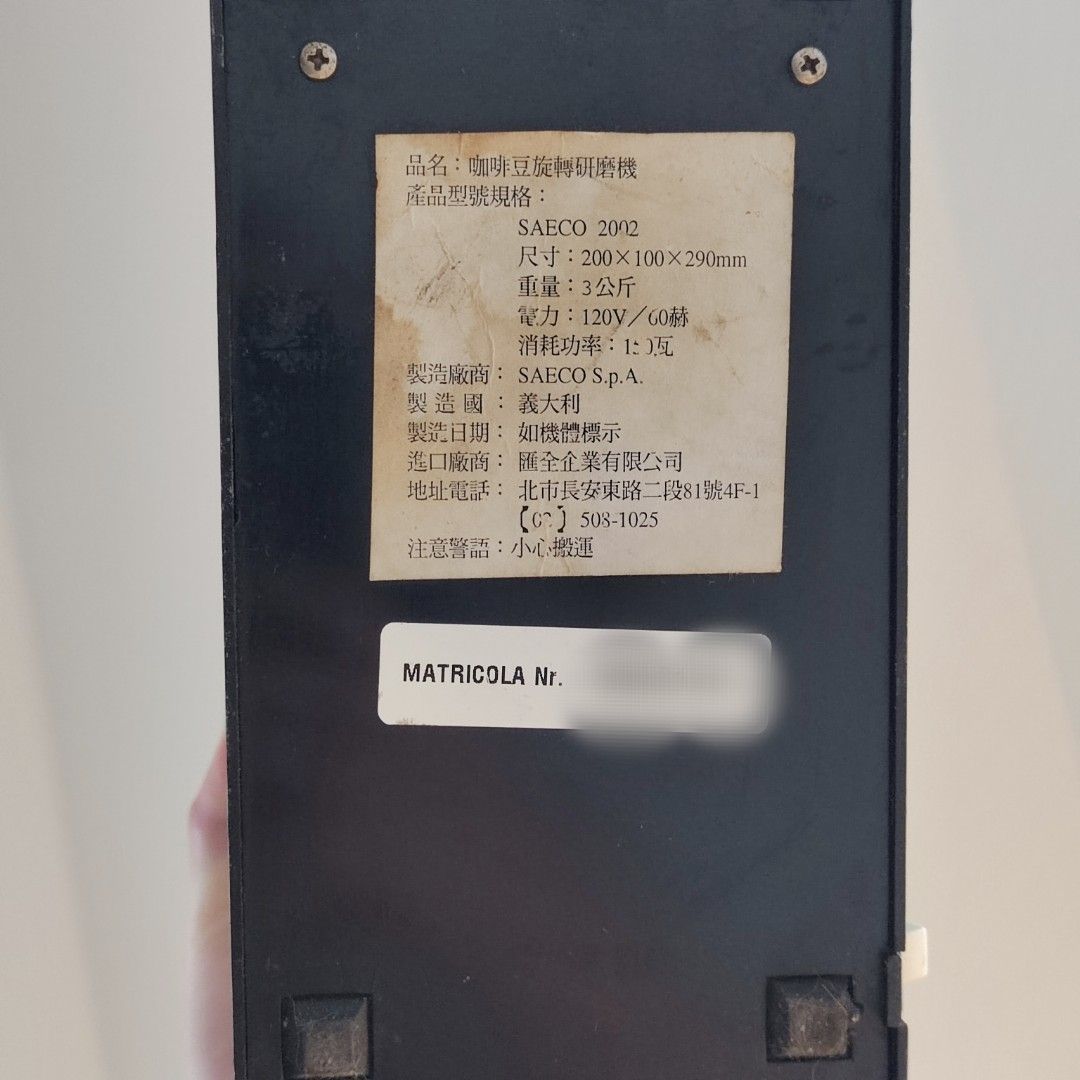 品名：咖啡豆旋轉研磨機
產品型號規格：
SAECO 2002
尺寸：200×100×290mm
重量：3公斤
電力：120V／60赫
消耗功率：
製造廠商：SAECO S.p.A.
製造國：義大利
製造日期：如機體標示
進口廠商：匯全企業有限公司
地址電話：北市長安東路二段81號4F-1
508-1025
注意警語：小心搬運
MATRICOLA Nr.